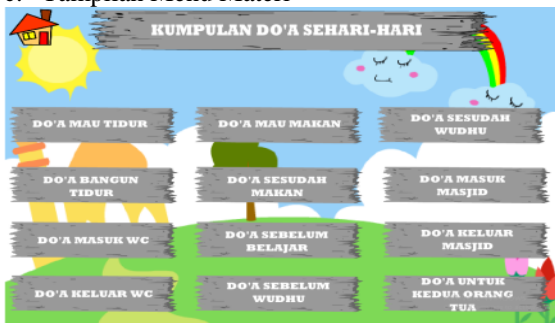 Tampilan Menu Materi
KUMPULAN DO'A SEHARI-HARI
DO'A MAU TIDUR
DO'A MAU MAKAN
DO'A SESUDAH
WUDHU
DO'A BANGUN
TIDUR
DO'A SESUDAH
MAKAN
DO'A MASUK
MASJID
DO'A MASUK WC
DO'A SEBELUM
BELAJAR
DO'A KELUAR
MASJID
DO'A KELUAR WC
DO'A SEBELUM
WUDHU
DO'A UNTUK
KEDUA ORANG
TUA